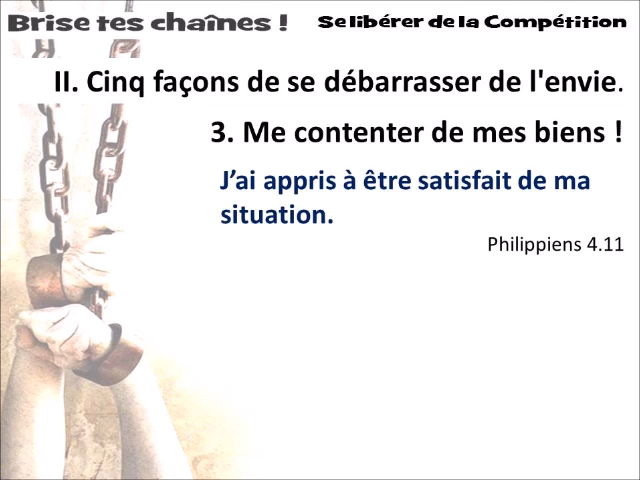 Brise tes chaînes ! Se libérer de la Compétition
II. Cinq façons de se débarrasser de l'envie.
3. Me contenter de mes biens !
J’ai appris à être satisfait de ma
situation.
Philippiens 4.11